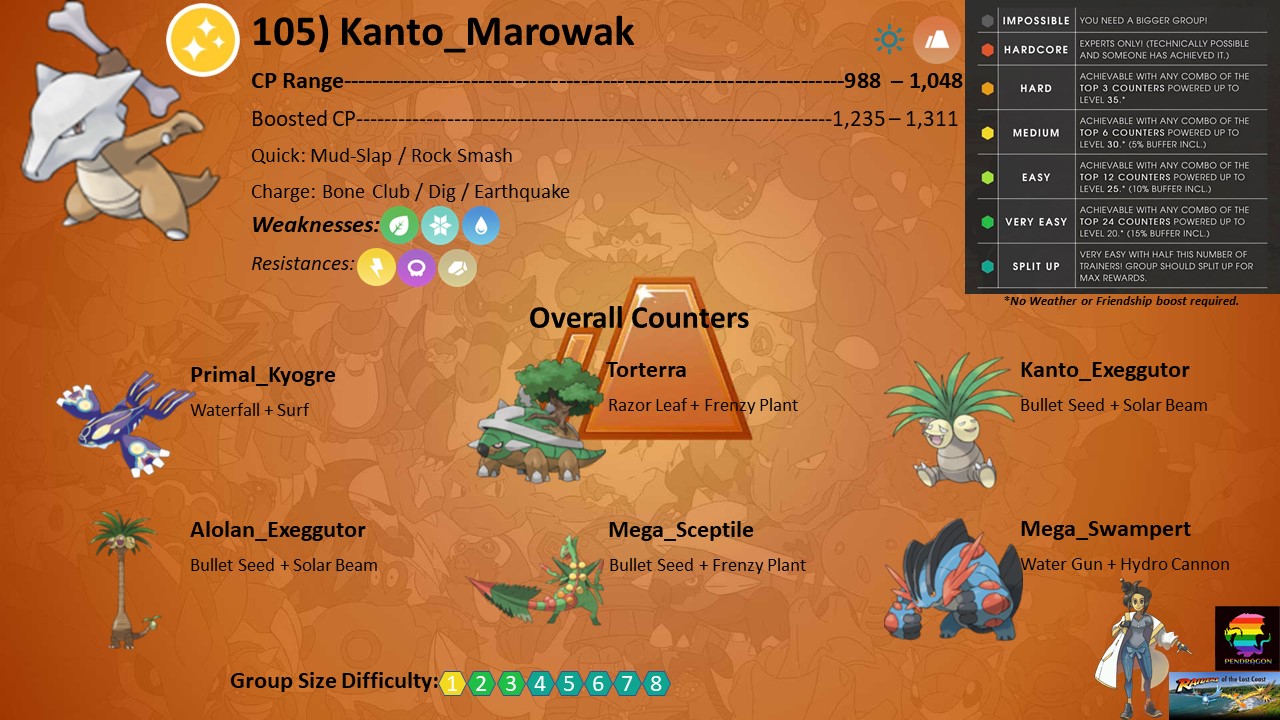 105) Kanto_Marowak
CP Range------------------------------------------------------------------------988 – 1,048
Boosted CP---------------------------------------------------------------------1,235 – 1,311
Quick: Mud-Slap / Rock Smash
Charge: Bone Club / Dig / Earthquake
Weaknesses:
Resistances:
IMPOSSIBLE YOU NEED A BIGGER GROUP!
HARDCORE EXPERTS ONLY! (TECHNICALLY POSSIBLE
AND SOMEONE HAS ACHIEVED IT.)
HARD ACHIEVABLE WITH ANY COMBO OF THE
TOP 3 COUNTERS POWERED UP TO
LEVEL 35.*
MEDIUM ACHIEVABLE WITH ANY COMBO OF THE
TOP 6 COUNTERS POWERED UP TO
LEVEL 30.* (5% BUFFER INCL.)
EASY ACHIEVABLE WITH ANY COMBO OF THE
TOP 12 COUNTERS POWERED UP TO
LEVEL 25.* (10% BUFFER INCL.)
VERY EASY ACHIEVABLE WITH ANY COMBO OF THE
TOP 24 COUNTERS POWERED UP TO
LEVEL 20.* (15% BUFFER INCL.)
SPLIT UP VERY EASY WITH HALF THIS NUMBER OF
TRAINERS! GROUP SHOULD SPLIT UP FOR
MAX REWARDS.
*No Weather or Friendship boost required.
Overall Counters
Primal_Kyogre
Waterfall + Surf
Torterra
Razor Leaf + Frenzy Plant
Kanto_Exeggutor
Bullet Seed + Solar Beam
Alolan_Exeggutor
Bullet Seed + Solar Beam
Mega_Sceptile
Bullet Seed + Frenzy Plant
Mega_Swampert
Water Gun + Hydro Cannon
Group Size Difficulty: 1 2 3 4 5 6 7 8
PENDRAGON
RAIDERS of the Lost Coast